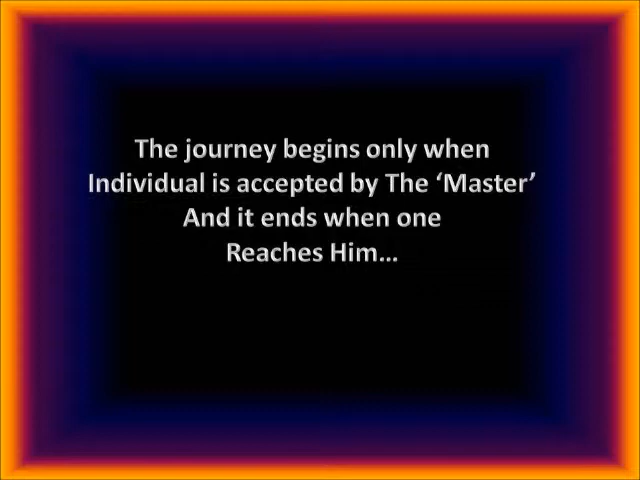 The journey begins only when
Individual is accepted by The ‘Master’
And it ends when one
Reaches Him...